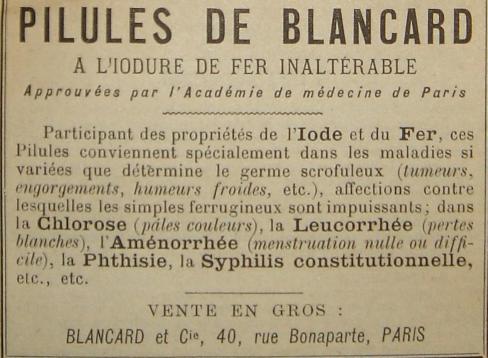 PILULES DE BLANCARD
A L'IODURE DE FER INALTÉRABLE
Approuvées par l'Académie de médecine de Paris
Participant des propriétés de l'Iode et du Fer, ces
Pilules conviennent spécialement dans les maladies si
variées que détermine le germe scrofuleux (tumeurs,
engorgements, humeurs froides, etc.), affections contre
lesquelles les simples ferrugineux sont impuissants; dans
la Chlorose (pâles couleurs), la Leucorrhée (pertes
blanches), l'Aménorrhée (menstruation nulle ou diffi-
cile), la Phthisie, la Syphilis constitutionnelle,
etc., etc.
VENTE EN GROS :
BLANCARD et Cie, 40, rue Bonaparte, PARIS